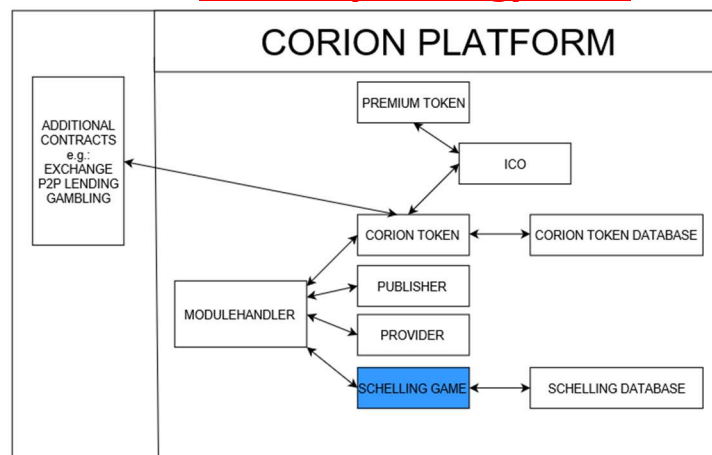 CORION PLATFORM
ADDITIONAL
CONTRACTS
e.g.:
EXCHANGE
P2P LENDING
GAMBLING
PREMIUM TOKEN
ICO
CORION TOKEN
CORION TOKEN DATABASE
PUBLISHER
MODULEHANDLER
PROVIDER
SCHELLING GAME
SCHELLING DATABASE